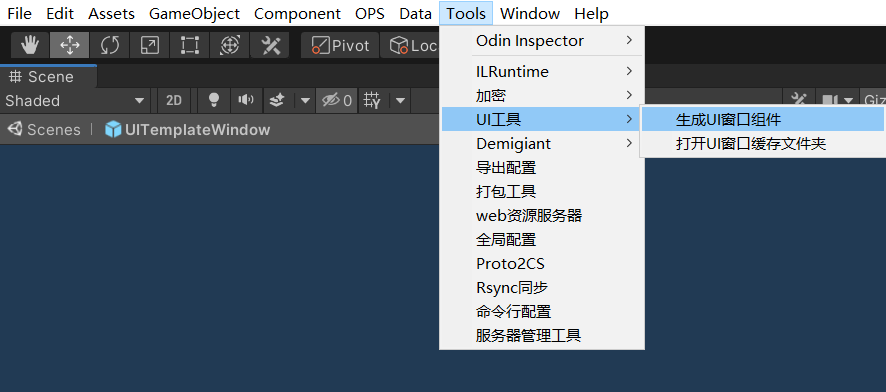 File Edit Assets GameObject Component OPS Data Tools Window Help
Pivot Loc
Scene
Shaded 2D 0 Giz
Scenes UITemplateWindow
Odin Inspector
ILRuntime
加密
UI工具
生成UI窗口组件
打开UI窗口缓存文件夹
Demigiant
导出配置
打包工具
web资源服务器
全局配置
Proto2CS
Rsync同步
命令行配置
服务器管理工具